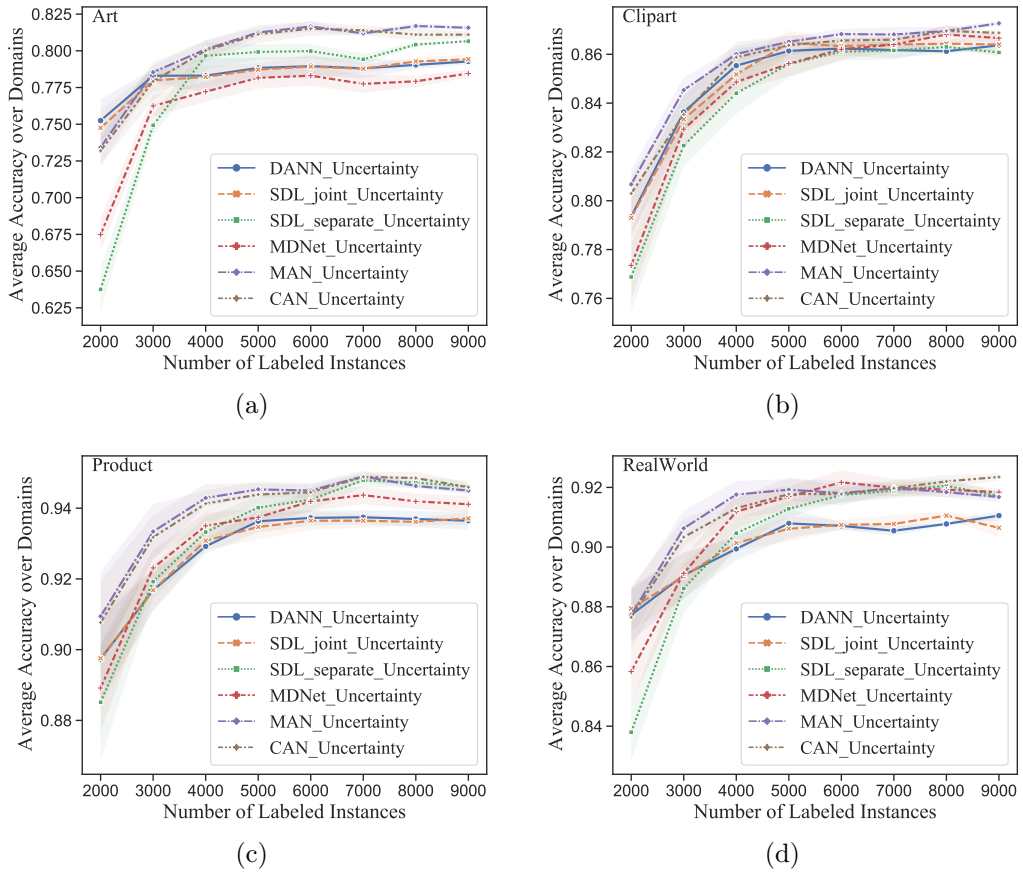 Art
Average Accuracy over Domains
0.800
0.775
0.750
0.725
0.700
0.675
0.650
0.625
DANN_Uncertainty
SDL_joint_Uncertainty
SDL_separate_Uncertainty
MDNet_Uncertainty
MAN_Uncertainty
CAN_Uncertainty
2000 3000 4000 5000 6000 7000 8000 9000
Number of Labeled Instances
(a)
Clipart
Average Accuracy over Domains
0.86
0.84
0.82
0.80
0.78
0.76
DANN_Uncertainty
SDL_joint_Uncertainty
SDL_separate_Uncertainty
MDNet_Uncertainty
MAN_Uncertainty
CAN_Uncertainty
2000 3000 4000 5000 6000 7000 8000 9000
Number of Labeled Instances
(b)
Product
Average Accuracy over Domains
0.94
0.92
0.90
0.88
DANN_Uncertainty
SDL_joint_Uncertainty
SDL_separate_Uncertainty
MDNet_Uncertainty
MAN_Uncertainty
CAN_Uncertainty
2000 3000 4000 5000 6000 7000 8000 9000
Number of Labeled Instances
(c)
RealWorld
Average Accuracy over Domains
0.92
0.90
0.88
0.86
0.84
DANN_Uncertainty
SDL_joint_Uncertainty
SDL_separate_Uncertainty
MDNet_Uncertainty
MAN_Uncertainty
CAN_Uncertainty
2000 3000 4000 5000 6000 7000 8000 9000
Number of Labeled Instances
(d)